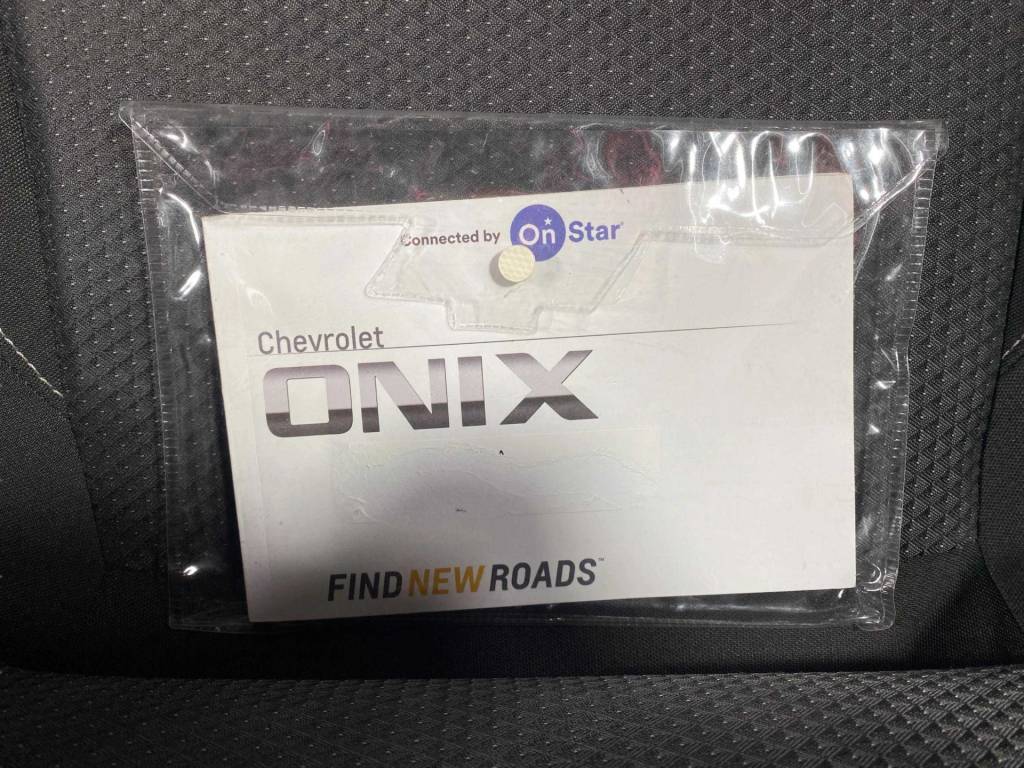 Connected by OnStar®
Chevrolet
ONIX
FIND NEW ROADS™